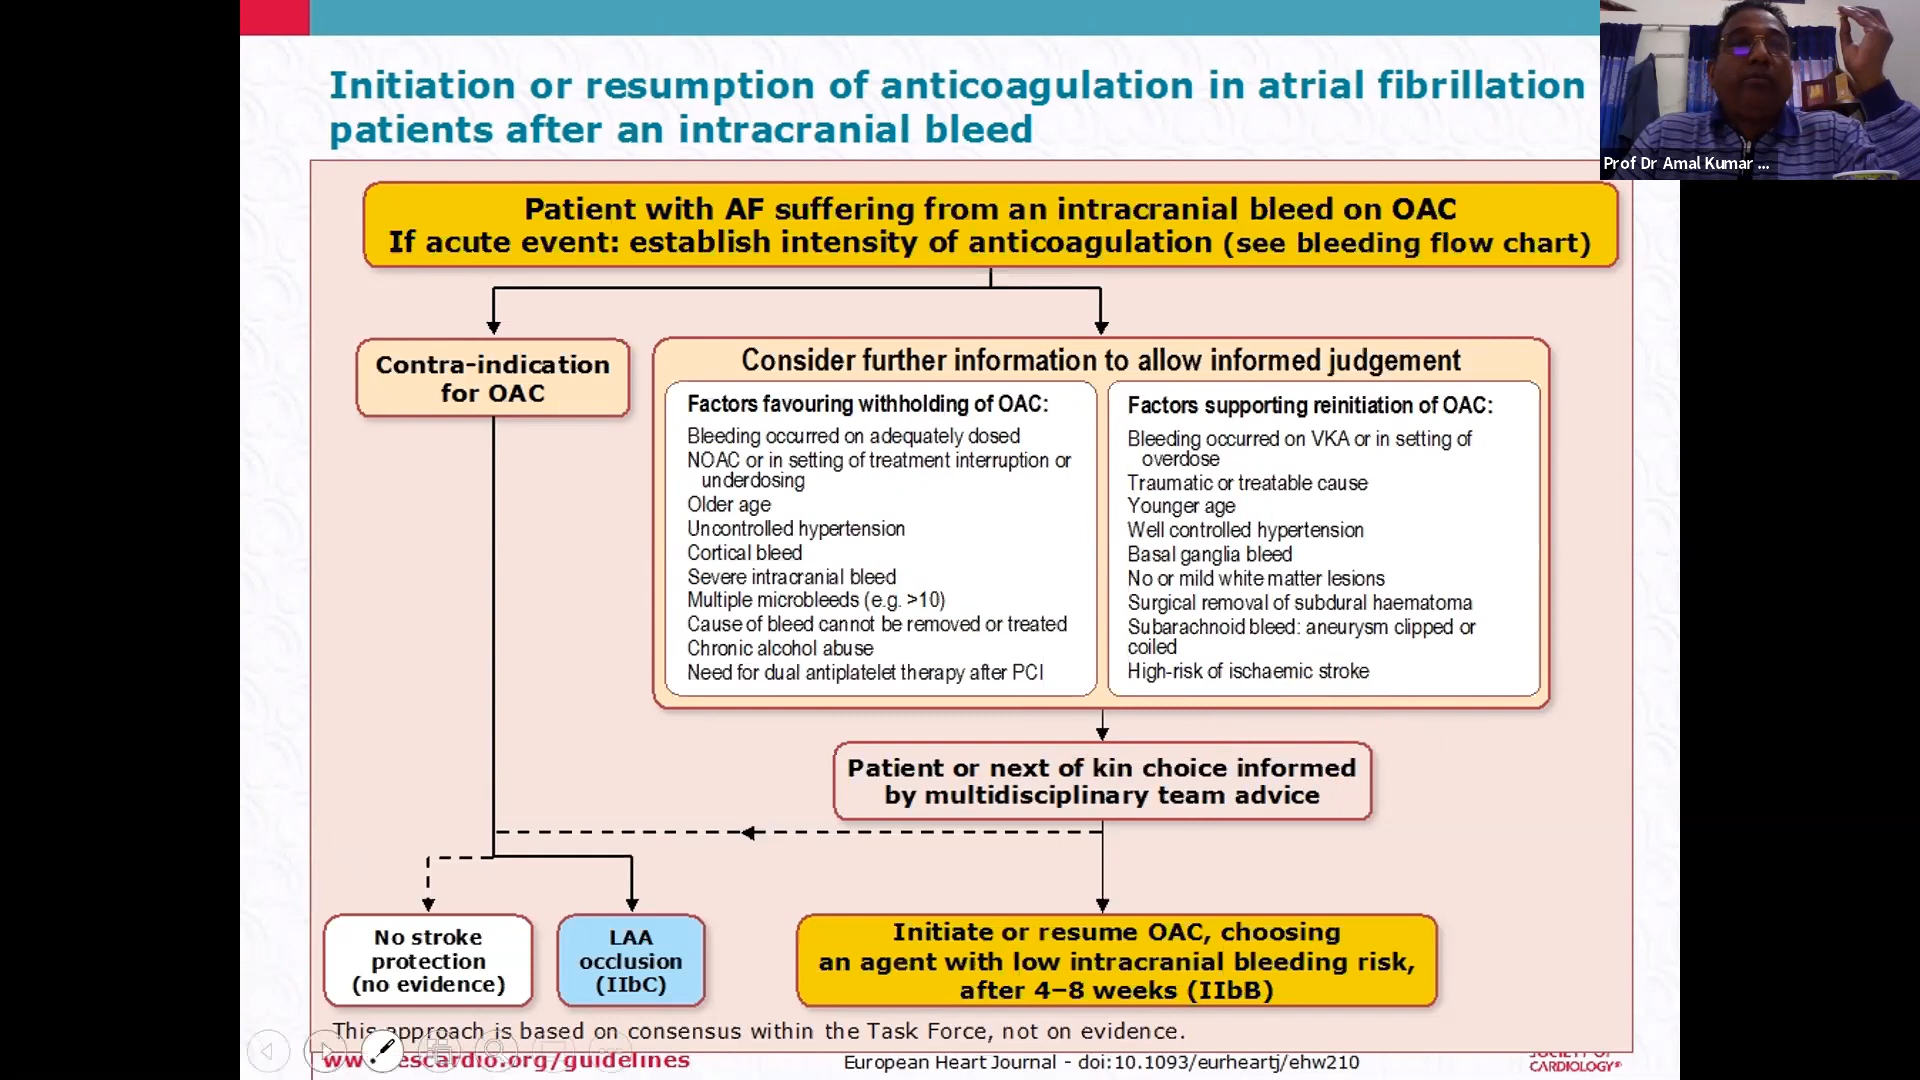 Initiation or resumption of anticoagulation in atrial fibrillation
patients after an intracranial bleed
Prof Dr Amal Kumar ...
Patient with AF suffering from an intracranial bleed on OAC
If acute event: establish intensity of anticoagulation (see bleeding flow chart)
Contra-indication
for OAC
Consider further information to allow informed judgement
Factors favouring withholding of OAC:
Bleeding occurred on adequately dosed
NOAC or in setting of treatment interruption or
underdosing
Older age
Uncontrolled hypertension
Cortical bleed
Severe intracranial bleed
Multiple microbleeds (e.g. >10)
Cause of bleed cannot be removed or treated
Chronic alcohol abuse
Need for dual antiplatelet therapy after PCI
Factors supporting reinitiation of OAC:
Bleeding occurred on VKA or in setting of
overdose
Traumatic or treatable cause
Younger age
Well controlled hypertension
Basal ganglia bleed
No or mild white matter lesions
Surgical removal of subdural haematoma
Subarachnoid bleed: aneurysm clipped or
coiled
High-risk of ischaemic stroke
Patient or next of kin choice informed
by multidisciplinary team advice
No stroke
protection
(no evidence)
LAA
occlusion
(IIbC)
Initiate or resume OAC, choosing
an agent with low intracranial bleeding risk,
after 4–8 weeks (IIbB)
This approach is based on consensus within the Task Force, not on evidence.
www.escardio.org/guidelines
European Heart Journal - doi:10.1093/eurheartj/ehw210
SOCIETY OF
CARDIOLOGY®